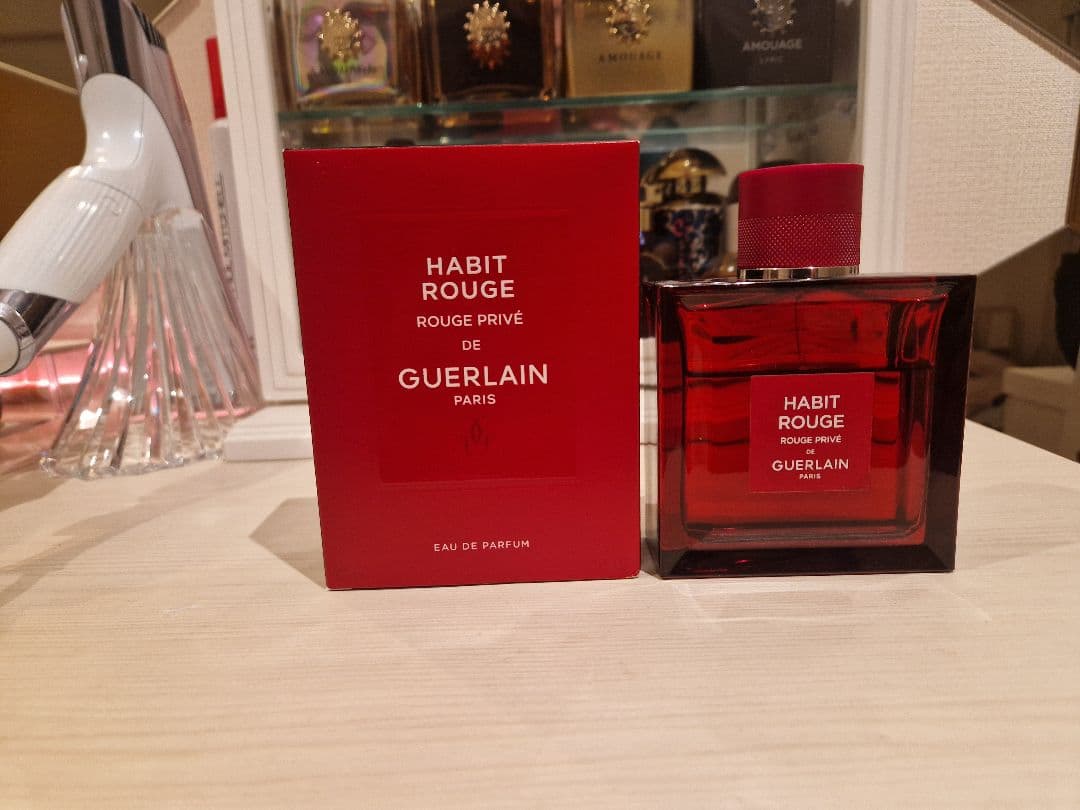 AMOUAGE
AMOUAGE
LYRIC
HABIT
ROUGE
ROUGE PRIVÉ
DE
GUERLAIN
PARIS
EAU DE PARFUM
HABIT
ROUGE
ROUGE PRIVÉ
DE
GUERLAIN
PARIS